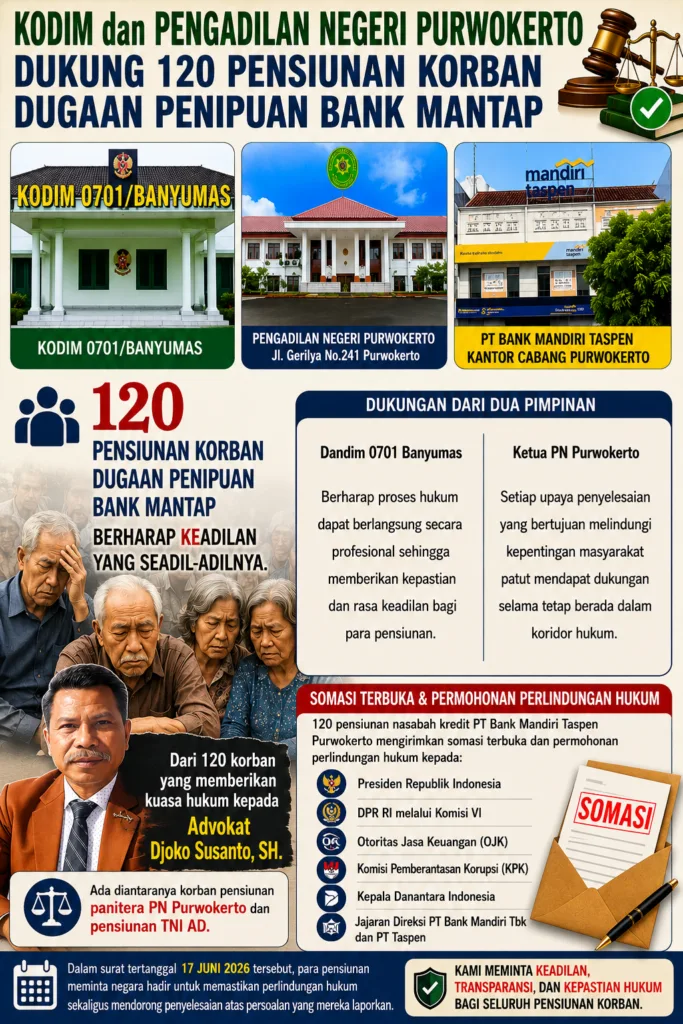 KODIM dan PENGADILAN NEGERI PURWOKERTO
DUKUNG 120 PENSIUNAN KORBAN
DUGAAN PENIPUAN BANK MANTAP
KODIM 0701/BANYUMAS
KODIM 0701/BANYUMAS
PENGADILAN NEGERI PURWOKERTO
Jl. Gerilya No.241 Purwokerto
mandiri
taspen
mandiri
taspen
PT BANK MANDIRI TASPEN
KANTOR CABANG PURWOKERTO
120
PENSIUNAN KORBAN
DUGAAN PENIPUAN
BANK MANTAP
BERHARAP KEADILAN
YANG SEADIL-ADILNYA.
DUKUNGAN DARI DUA PIMPINAN
Dandim 0701 Banyumas
Berharap proses hukum
dapat berlangsung secara
profesional sehingga
memberikan kepastian
dan rasa keadilan bagi
para pensiunan.
Ketua PN Purwokerto
Setiap upaya penyelesaian
yang bertujuan melindungi
kepentingan masyarakat
patut mendapat dukungan
selama tetap berada dalam
koridor hukum.
Dari 120 korban
yang memberikan
kuasa hukum kepada
Advokat
Djoko Susanto, SH.
Ada diantaranya korban pensiunan
panitera PN Purwokerto dan
pensiunan TNI AD.
SOMASI TERBUKA & PERMOHONAN PERLINDUNGAN HUKUM
120 pensiunan nasabah kredit PT Bank Mandiri Taspen
Purwokerto mengirimkan somasi terbuka dan permohonan
perlindungan hukum kepada:
Presiden Republik Indonesia
DPR RI melalui Komisi VI
Otoritas Jasa Keuangan (OJK)
Komisi Pemberantasan Korupsi (KPK)
Kepala Danantara Indonesia
Jajaran Direksi PT Bank Mandiri Tbk
dan PT Taspen
SOMASI
Dalam surat tertanggal 17 JUNI 2026 tersebut, para pensiunan
meminta negara hadir untuk memastikan perlindungan hukum
sekaligus mendorong penyelesaian atas persoalan yang mereka laporkan.
KAMI MEMINTA KEADILAN,
TRANSPARANSI, DAN KEPASTIAN HUKUM
BAGI SELURUH PENSIUNAN KORBAN.